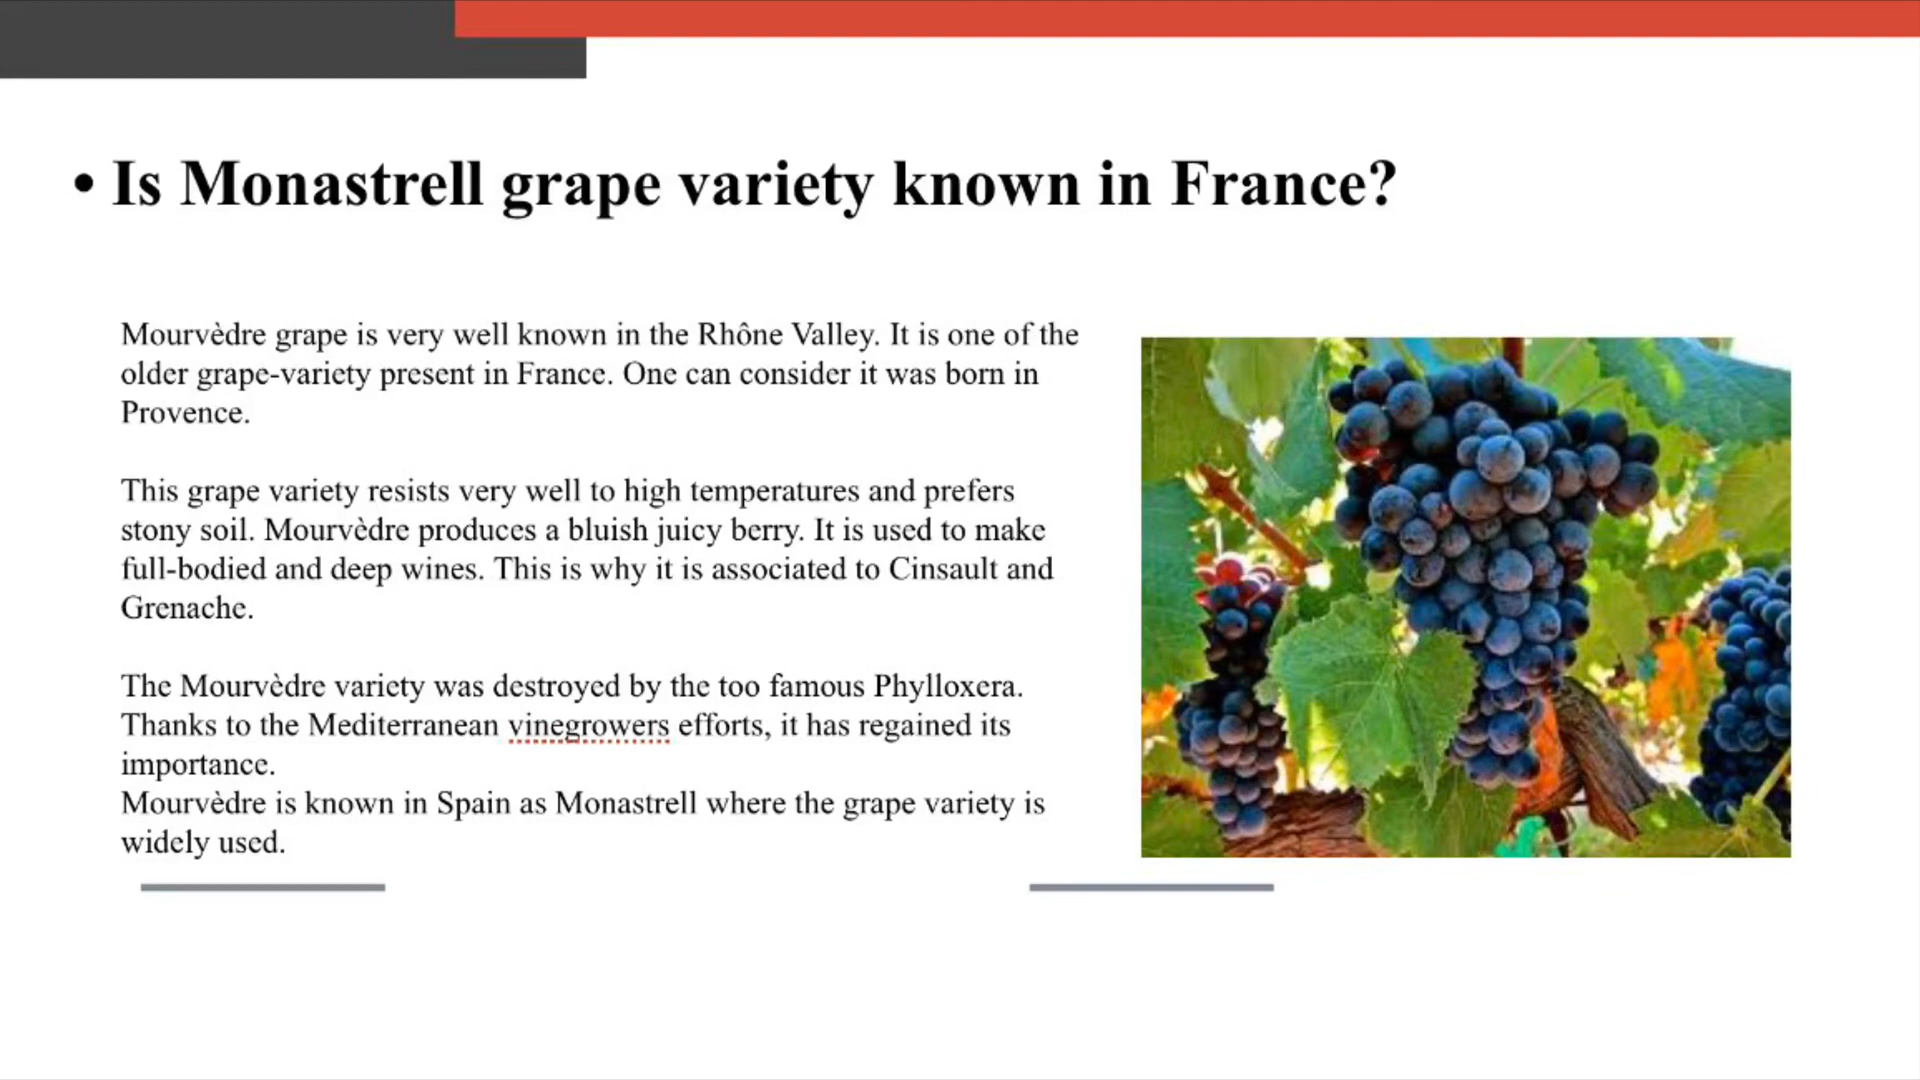 • Is Monastrell grape variety known in France?
Mourvèdre grape is very well known in the Rhône Valley. It is one of the
older grape-variety present in France. One can consider it was born in
Provence.
This grape variety resists very well to high temperatures and prefers
stony soil. Mourvèdre produces a bluish juicy berry. It is used to make
full-bodied and deep wines. This is why it is associated to Cinsault and
Grenache.
The Mourvèdre variety was destroyed by the too famous Phylloxera.
Thanks to the Mediterranean vinegrowers efforts, it has regained its
importance.
Mourvèdre is known in Spain as Monastrell where the grape variety is
widely used.